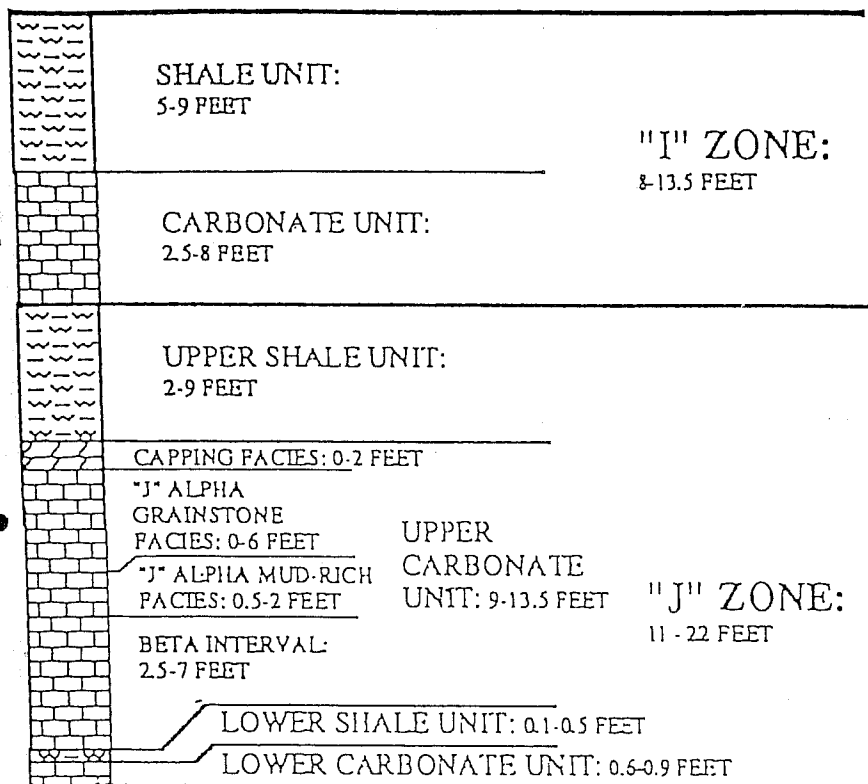 SHALE UNIT:
5-9 FEET
"I" ZONE:
8-13.5 FEET
CARBONATE UNIT:
2.5-8 FEET
UPPER SHALE UNIT:
2-9 FEET
CAPPING FACIES: 0-2 FEET
"J" ALPHA
GRAINSTONE
FACIES: 0-6 FEET
"J" ALPHA MUD-RICH
FACIES: 0.5-2 FEET
UPPER
CARBONATE
UNIT: 9-13.5 FEET
"J" ZONE:
11 - 22 FEET
BETA INTERVAL:
2.5-7 FEET
LOWER SHALE UNIT: 0.1-0.5 FEET
LOWER CARBONATE UNIT: 0.6-0.9 FEET